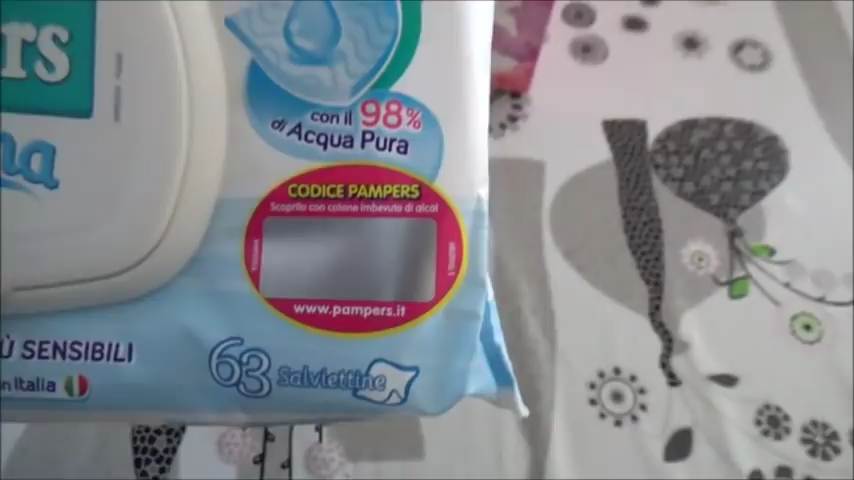 rs
na
con il 98%
di Acqua Pura
CODICE PAMPERS
Scoprilo con cotone imbevuto di alcol
www.pampers.it
Ù SENSIBILI
n Italia
63 Salviettine